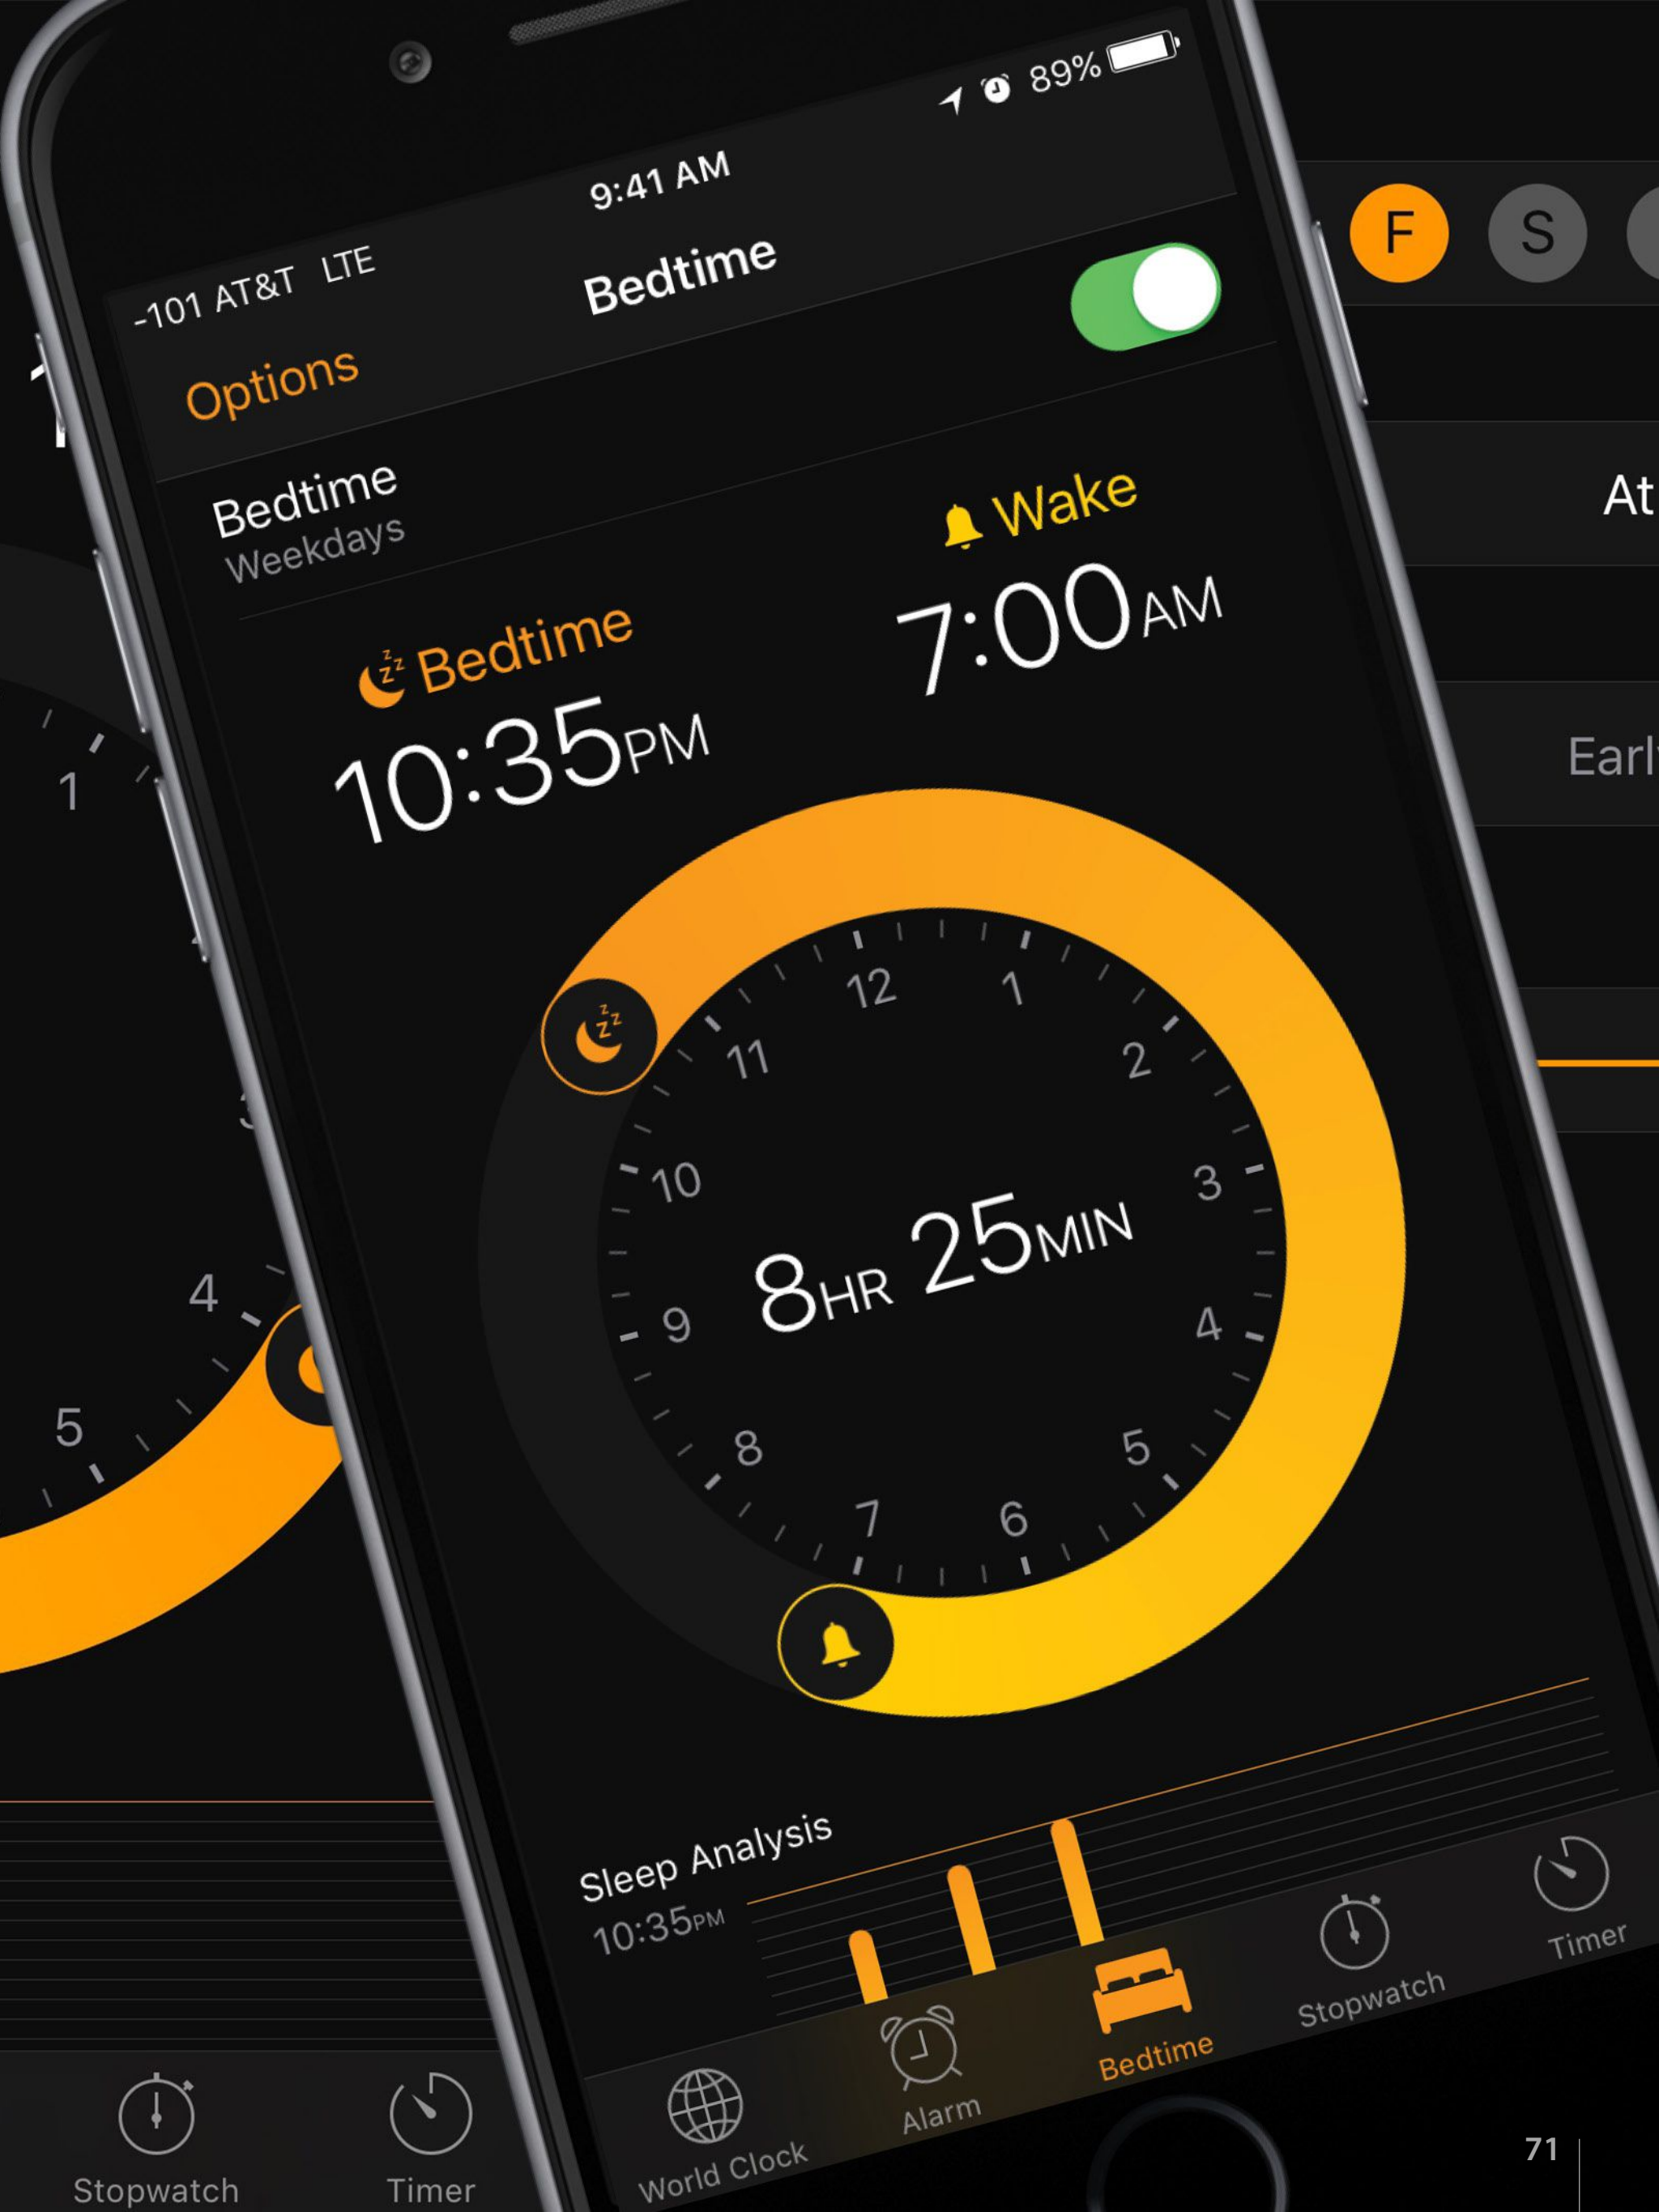 -101 AT&T LTE
9:41 AM
89%
Options
Bedtime
Bedtime
Weekdays
Bedtime
10:35PM
Wake
7:00AM
12
1
2
3
4
5
6
7
8
9
10
11
8HR 25MIN
Sleep Analysis
10:35PM
World Clock
Alarm
Bedtime
Stopwatch
Timer
1
4
5
Stopwatch
Timer
F
S
At
71